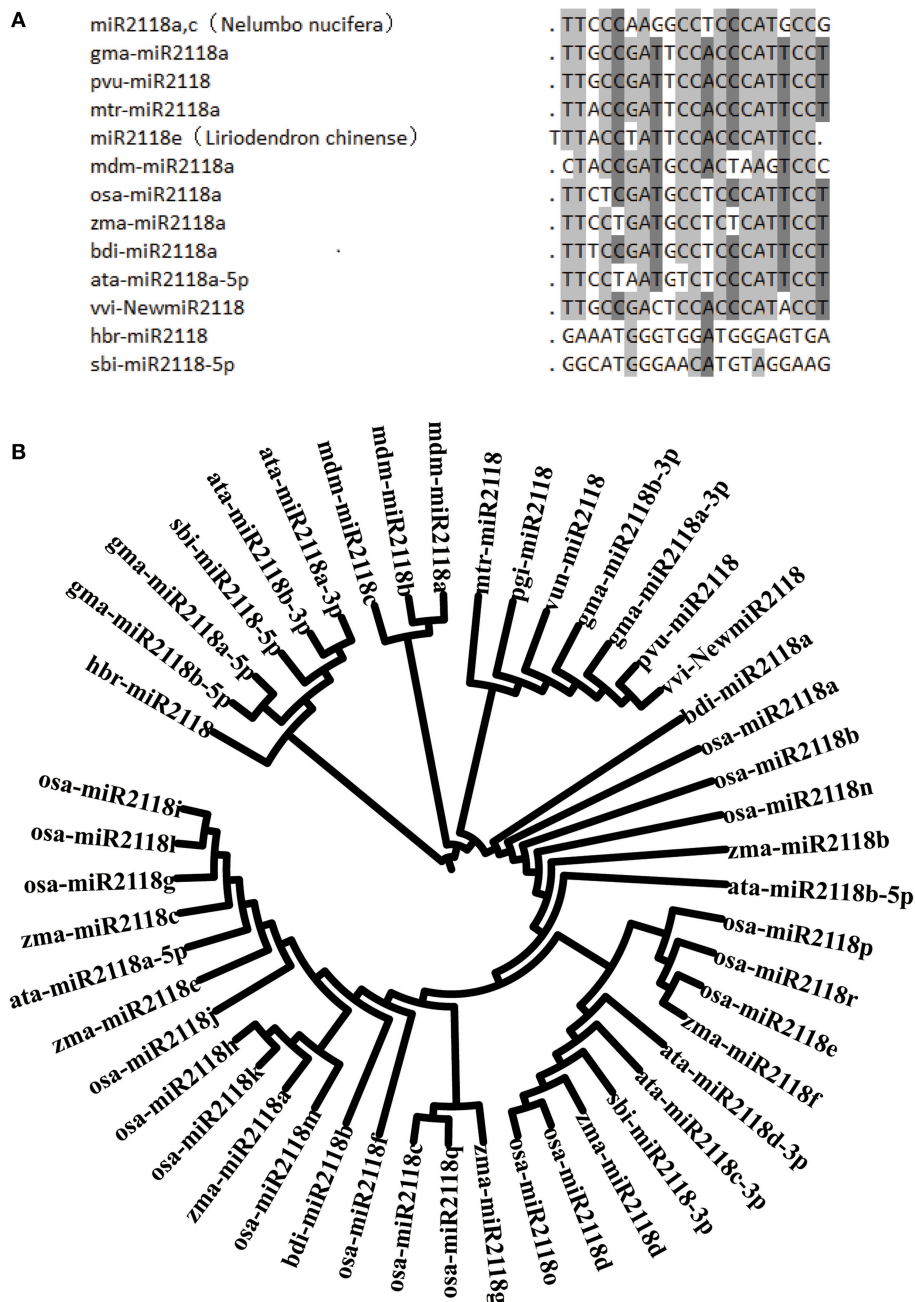 A
miR2118a,c（Nelumbo nucifera） .TTCCCAAGGCCTCCCATGCCG
gma-miR2118a .TTGCCGATTCCACCCATTCCT
pvu-miR2118 .TTGCCGATTCCACCCATTCCT
mtr-miR2118a .TTACCGATTCCACCCATTCCT
miR2118e（Liriodendron chinense） TTTACCTATTCCACCCATTCC.
mdm-miR2118a .CTACCGATGCCACTAAGTCCC
osa-miR2118a .TTCTCGATGCCTCCCATTCCT
zma-miR2118a .TTCCTGATGCCTCTCATTCCT
bdi-miR2118a .TTTCCGATGCCTCCCATTCCT
ata-miR2118a-5p .TTCCTAATGTCTCCCATTCCT
vvi-NewmiR2118 .TTGCCGACTCCACCCATACCT
hbr-miR2118 .GAAATGGGTGGATGGGAGTGA
sbi-miR2118-5p .GGCATGGGAACATGTAGGAAG
B
hbr-miR2118
gma-miR2118b-5p
gma-miR2118a-5p
sbi-miR2118-5p
ata-miR2118b-3p
ata-miR2118a-3p
mdm-miR2118c
mdm-miR2118b
mdm-miR2118a
mtr-miR2118
pgi-miR2118
vun-miR2118
gma-miR2118b-3p
gma-miR2118a-3p
pvu-miR2118
vvi-NewmiR2118
bdi-miR2118a
osa-miR2118a
osa-miR2118b
osa-miR2118n
zma-miR2118b
ata-miR2118b-5p
osa-miR2118p
osa-miR2118r
osa-miR2118e
zma-miR2118f
ata-miR2118d-3p
ata-miR2118c-3p
sbi-miR2118-3p
zma-miR2118d
osa-miR2118d
osa-miR2118o
zma-miR2118g
osa-miR2118q
osa-miR2118c
osa-miR2118f
bdi-miR2118b
osa-miR2118m
zma-miR2118a
osa-miR2118k
osa-miR2118h
osa-miR2118j
zma-miR2118e
ata-miR2118a-5p
zma-miR2118c
osa-miR2118g
osa-miR2118l
osa-miR2118i